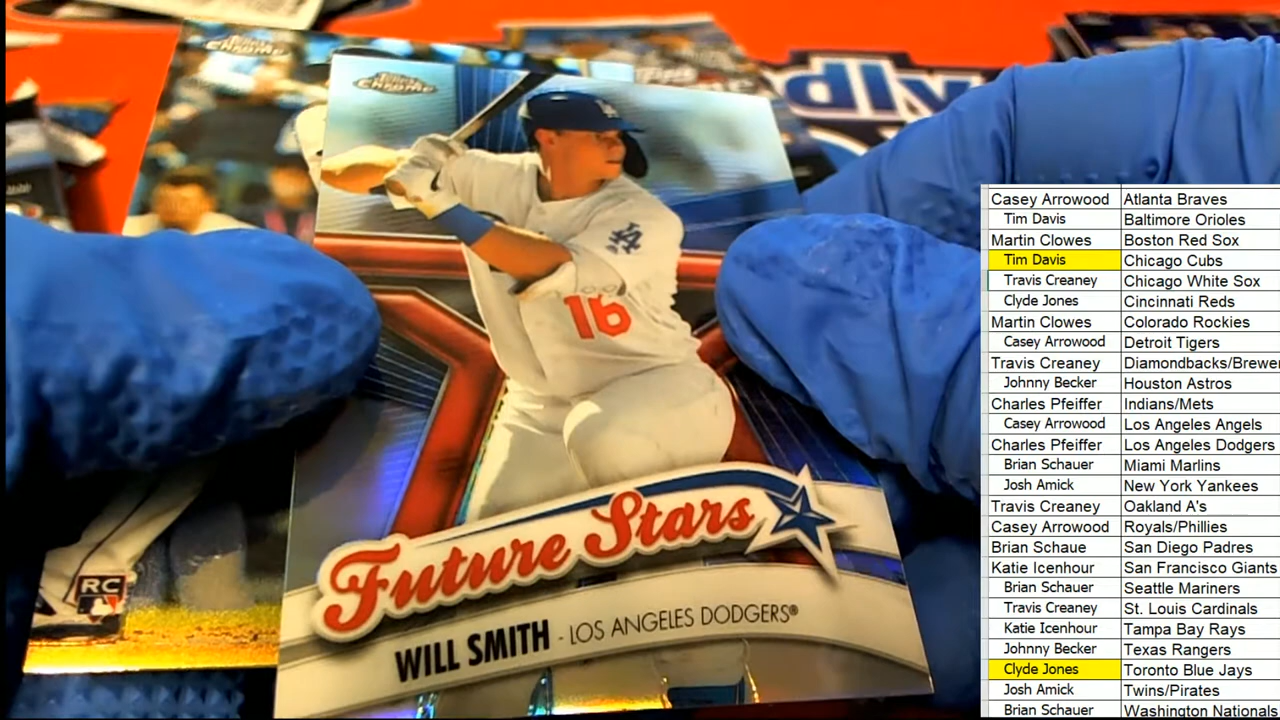 Topps Chrome
Topps Chrome
Topps
dly
LA
LA
16
Future Stars
WILL SMITH - LOS ANGELES DODGERS®
RC
Casey Arrowood Atlanta Braves
Tim Davis Baltimore Orioles
Martin Clowes Boston Red Sox
Tim Davis Chicago Cubs
Travis Creaney Chicago White Sox
Clyde Jones Cincinnati Reds
Martin Clowes Colorado Rockies
Casey Arrowood Detroit Tigers
Travis Creaney Diamondbacks/Brewe
Johnny Becker Houston Astros
Charles Pfeiffer Indians/Mets
Casey Arrowood Los Angeles Angels
Charles Pfeiffer Los Angeles Dodgers
Brian Schauer Miami Marlins
Josh Amick New York Yankees
Travis Creaney Oakland A's
Casey Arrowood Royals/Phillies
Brian Schaue San Diego Padres
Katie Icenhour San Francisco Giants
Brian Schauer Seattle Mariners
Travis Creaney St. Louis Cardinals
Katie Icenhour Tampa Bay Rays
Johnny Becker Texas Rangers
Clyde Jones Toronto Blue Jays
Josh Amick Twins/Pirates
Brian Schauer Washington Nationals